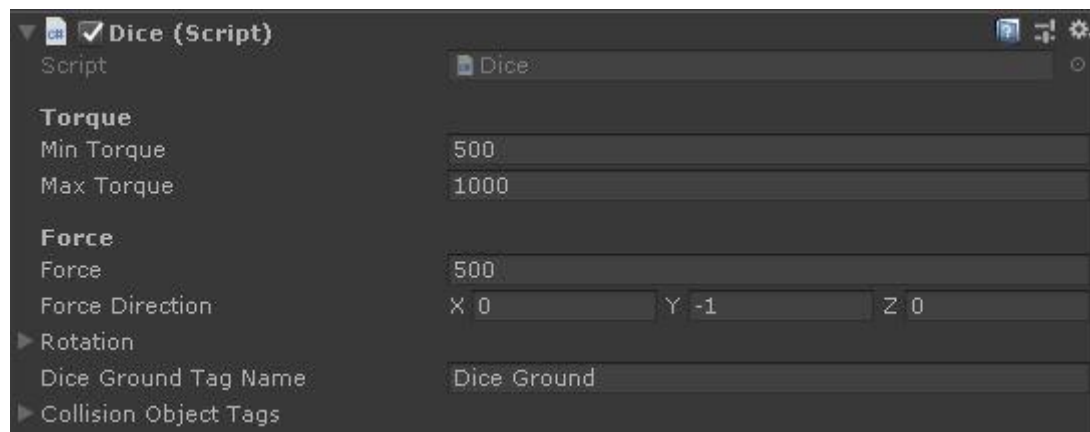 Dice (Script)
Script Dice
Torque
Min Torque 500
Max Torque 1000
Force
Force 500
Force Direction X 0 Y -1 Z 0
Rotation
Dice Ground Tag Name Dice Ground
Collision Object Tags